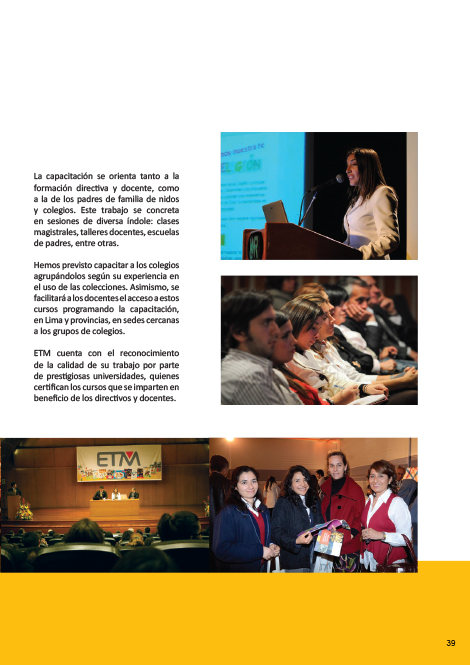 La capacitación se orienta tanto a la
formación directiva y docente, como
a la de los padres de familia de nidos
y colegios. Este trabajo se concreta
en sesiones de diversa índole: clases
magistrales, talleres docentes, escuelas
de padres, entre otras.
Hemos previsto capacitar a los colegios
agrupándolos según su experiencia en
el uso de las colecciones. Asimismo, se
facilitará a los docentes el acceso a estos
cursos programando la capacitación,
en Lima y provincias, en sedes cercanas
a los grupos de colegios.
ETM cuenta con el reconocimiento
de la calidad de su trabajo por parte
de prestigiosas universidades, quienes
certifican los cursos que se imparten en
beneficio de los directivos y docentes.
ETM
39